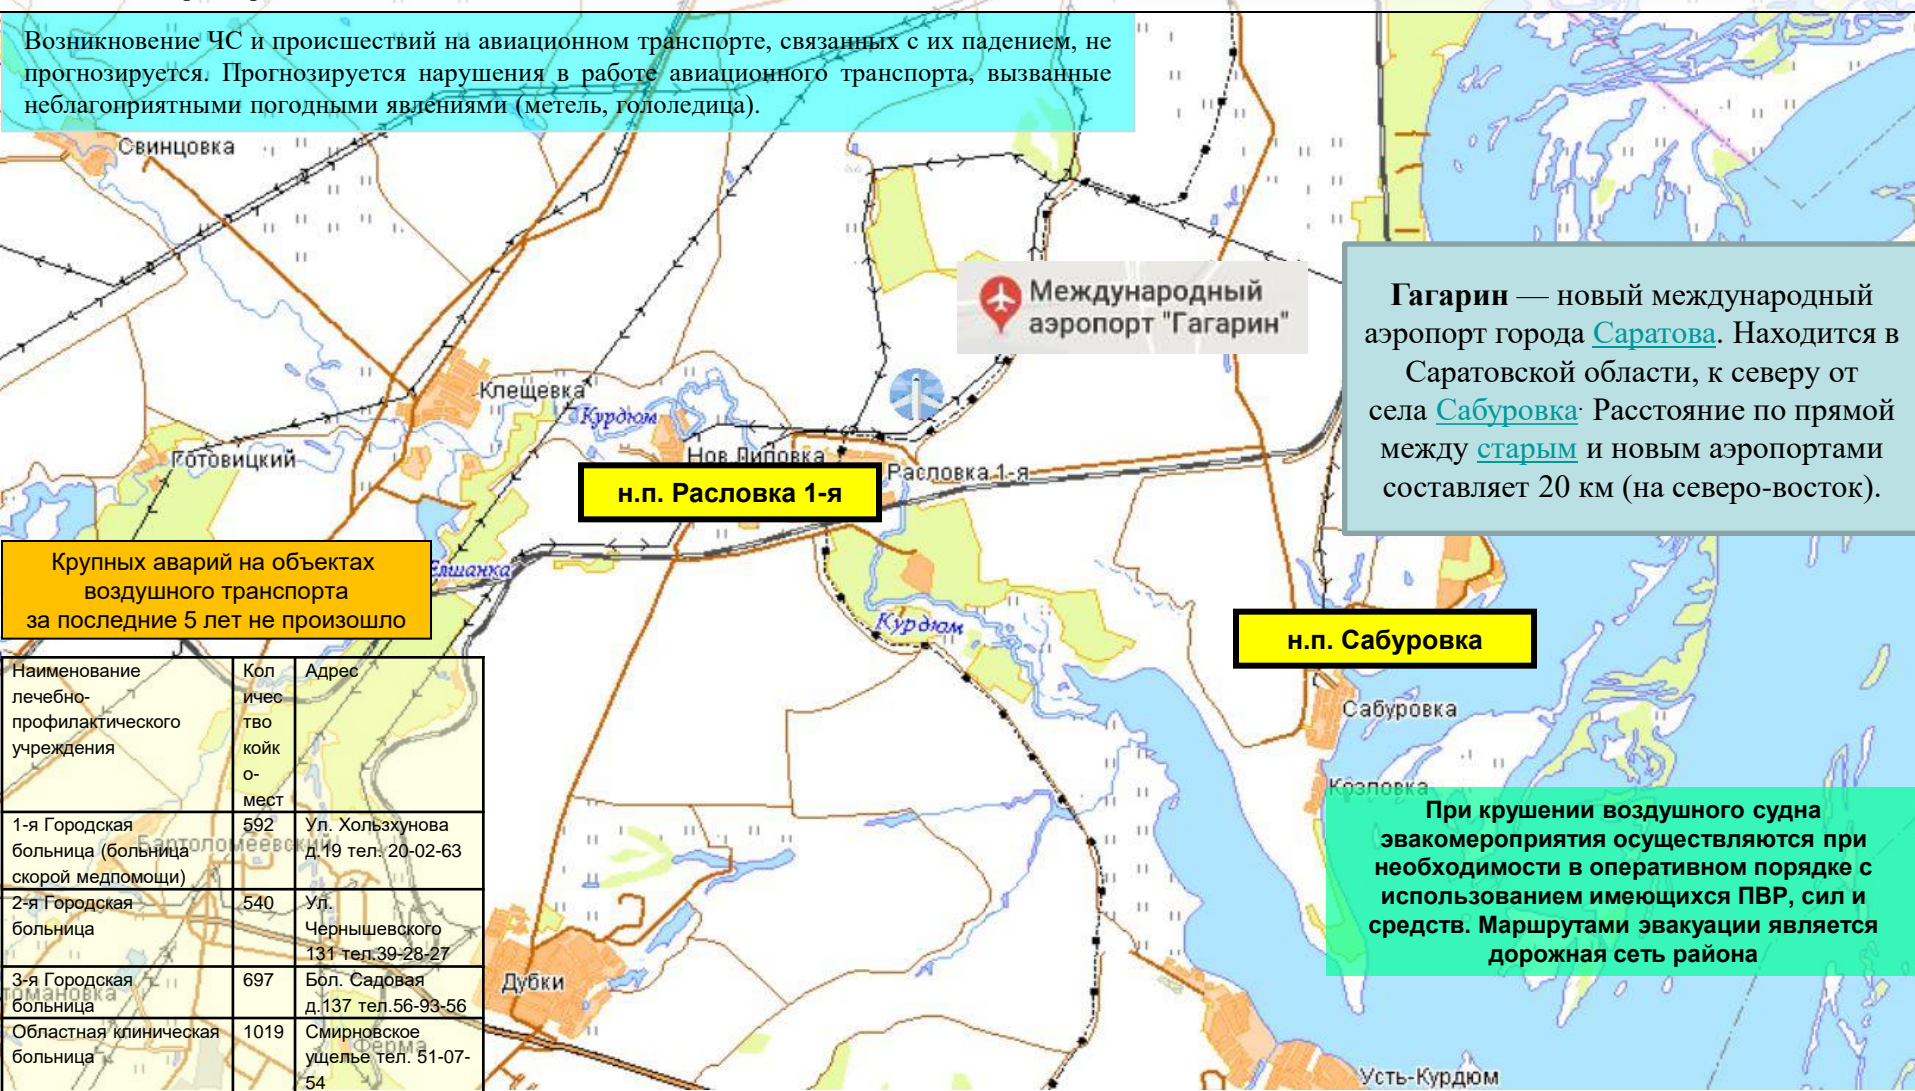 Возникновение ЧС и происшествий на авиационном транспорте, связанных с их падением, не
прогнозируется. Прогнозируется нарушения в работе авиационного транспорта, вызванные
неблагоприятными погодными явлениями (метель, гололедица).
Свинцовка
Международный
аэропорт "Гагарин"
Гагарин — новый международный
аэропорт города Саратова. Находится в
Саратовской области, к северу от
села Сабуровка. Расстояние по прямой
между старым и новым аэропортами
составляет 20 км (на северо-восток).
Клещевка
Курдюм
Готовицкий
Нов.Липовка
Расловка 1-я
н.п. Расловка 1-я
Елшанка
Крупных аварий на объектах
воздушного транспорта
за последние 5 лет не произошло
Курдюм
н.п. Сабуровка
Сабуровка
Козловка
При крушении воздушного судна
эвакомероприятия осуществляются при
необходимости в оперативном порядке с
использованием имеющихся ПВР, сил и
средств. Маршрутами эвакуации является
дорожная сеть района
Наименование
лечебно-
профилактического
учреждения
Кол
ичес
тво
койк
о-
мест
Адрес
1-я Городская
больница (больница
скорой медпомощи)
592
Ул. Хользхунова
д.19 тел. 20-02-63
Бартоломеевский
2-я Городская
больница
540
Ул.
Чернышевского
131 тел.39-28-27
3-я Городская
больница
697
Бол. Садовая
д.137 тел.56-93-56
Областная клиническая
больница
1019
Смирновское
ущелье тел. 51-07-
54
Ферма
Дубки
Усть-Курдюм